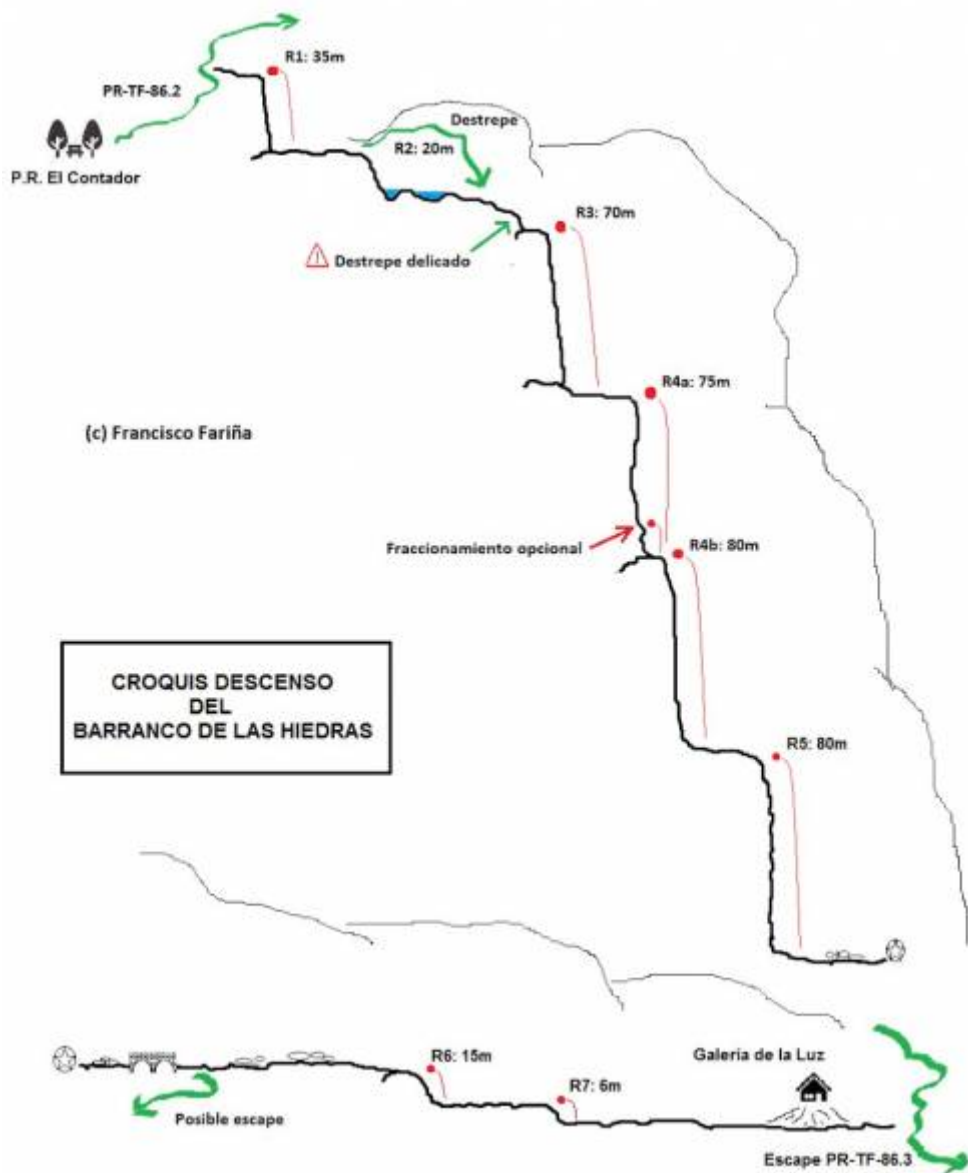 R1: 35m
PR-TF-86.2
Destrepe
R2: 20m
P.R. El Contador
R3: 70m
Destrepe delicado
R4a: 75m
(c) Francisco Fariña
Fraccionamiento opcional
R4b: 80m
CROQUIS DESCENSO
DEL
BARRANCO DE LAS HIEDRAS
R5: 80m
R6: 15m
Galería de la Luz
R7: 6m
Posible escape
Escape PR-TF-86.3